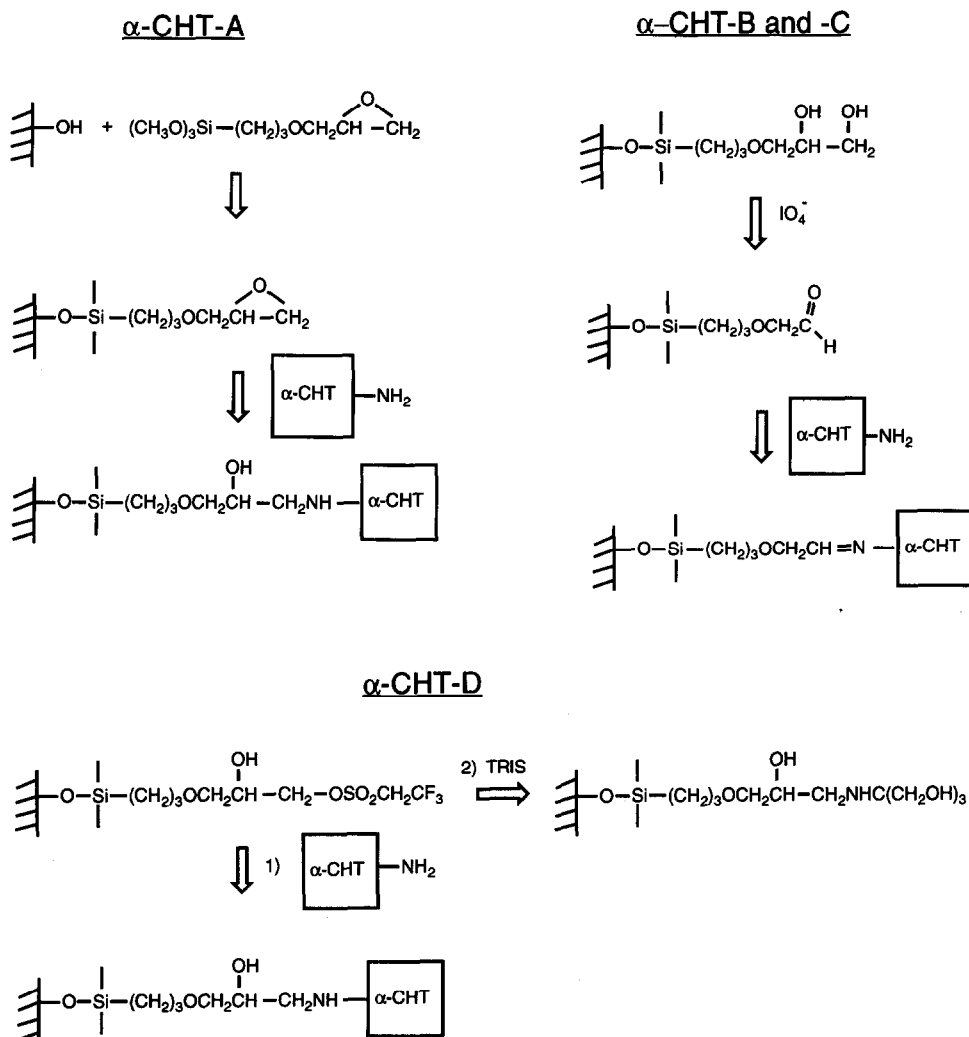 α-CHT-A
OH + (CH3O)3Si—(CH2)3OCH2CH—CH2
O
O
—O—Si—(CH2)3OCH2CH—CH2
α-CHT —NH2
OH
—O—Si—(CH2)3OCH2CH—CH2NH— α-CHT
α–CHT-B and -C
OH OH
—O—Si—(CH2)3OCH2CH—CH2
IO4-
O
—O—Si—(CH2)3OCH2C
H
α-CHT —NH2
—O—Si—(CH2)3OCH2CH=N— α-CHT
α-CHT-D
OH
—O—Si—(CH2)3OCH2CH—CH2—OSO2CH2CF3
2) TRIS
OH
—O—Si—(CH2)3OCH2CH—CH2NHC(CH2OH)3
1) α-CHT —NH2
OH
—O—Si—(CH2)3OCH2CH—CH2NH— α-CHT